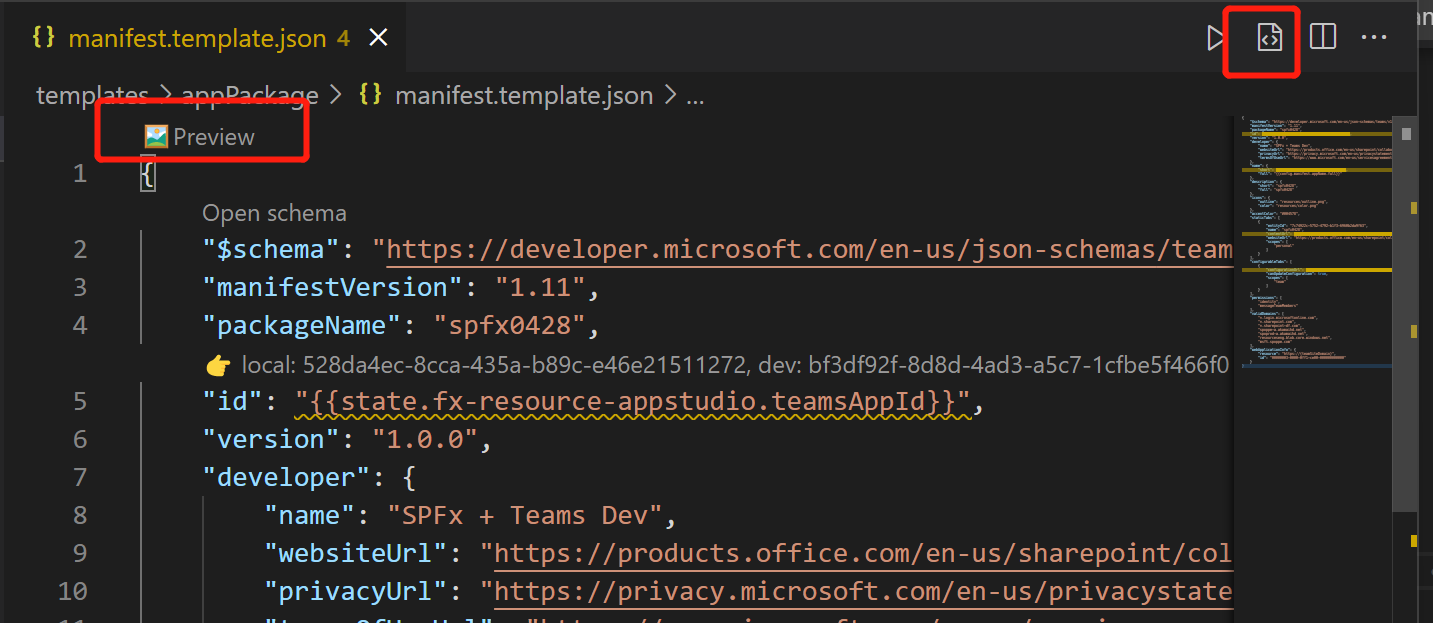 {} manifest.template.json 4
templates > appPackage > {} manifest.template.json > ...
Preview
1 {
Open schema
2 "$schema": "https://developer.microsoft.com/en-us/json-schemas/team
3 "manifestVersion": "1.11",
4 "packageName": "spfx0428",
👉 local: 528da4ec-8cca-435a-b89c-e46e21511272, dev: bf3df92f-8d8d-4ad3-a5c7-1cfbe5f466f0
5 "id": "{{state.fx-resource-appstudio.teamsAppId}}",
6 "version": "1.0.0",
7 "developer": {
8 "name": "SPFx + Teams Dev",
9 "websiteUrl": "https://products.office.com/en-us/sharepoint/col
10 "privacyUrl": "https://privacy.microsoft.com/en-us/privacystate